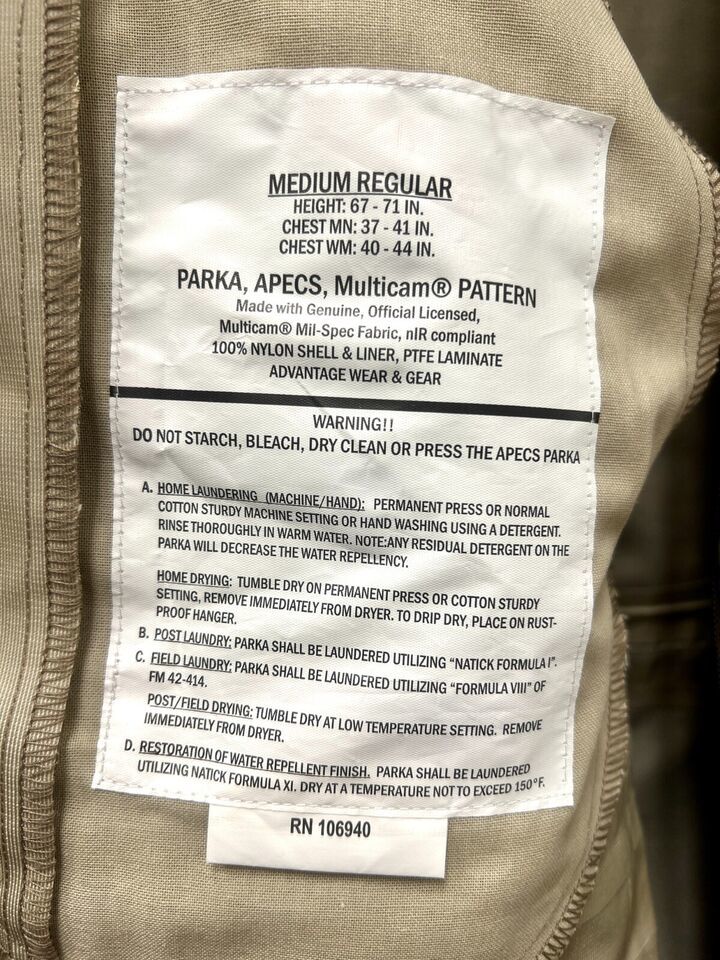 MEDIUM REGULAR
HEIGHT: 67 - 71 IN.
CHEST MN: 37 - 41 IN.
CHEST WM: 40 - 44 IN.
PARKA, APECS, Multicam® PATTERN
Made with Genuine, Official Licensed,
Multicam® Mil-Spec Fabric, nIR compliant
100% NYLON SHELL & LINER, PTFE LAMINATE
ADVANTAGE WEAR & GEAR
WARNING!!
DO NOT STARCH, BLEACH, DRY CLEAN OR PRESS THE APECS PARKA
A. HOME LAUNDERING (MACHINE/HAND): PERMANENT PRESS OR NORMAL
COTTON STURDY MACHINE SETTING OR HAND WASHING USING A DETERGENT.
RINSE THOROUGHLY IN WARM WATER. NOTE:ANY RESIDUAL DETERGENT ON THE
PARKA WILL DECREASE THE WATER REPELLENCY.
HOME DRYING: TUMBLE DRY ON PERMANENT PRESS OR COTTON STURDY
SETTING, REMOVE IMMEDIATELY FROM DRYER. TO DRIP DRY, PLACE ON RUST-
PROOF HANGER.
B. POST LAUNDRY: PARKA SHALL BE LAUNDERED UTILIZING "NATICK FORMULA I".
C. FIELD LAUNDRY: PARKA SHALL BE LAUNDERED UTILIZING "FORMULA VIII" OF
FM 42-414.
POST/FIELD DRYING: TUMBLE DRY AT LOW TEMPERATURE SETTING. REMOVE
IMMEDIATELY FROM DRYER.
D. RESTORATION OF WATER REPELLENT FINISH. PARKA SHALL BE LAUNDERED
UTILIZING NATICK FORMULA XI. DRY AT A TEMPERATURE NOT TO EXCEED 150°F.
RN 106940